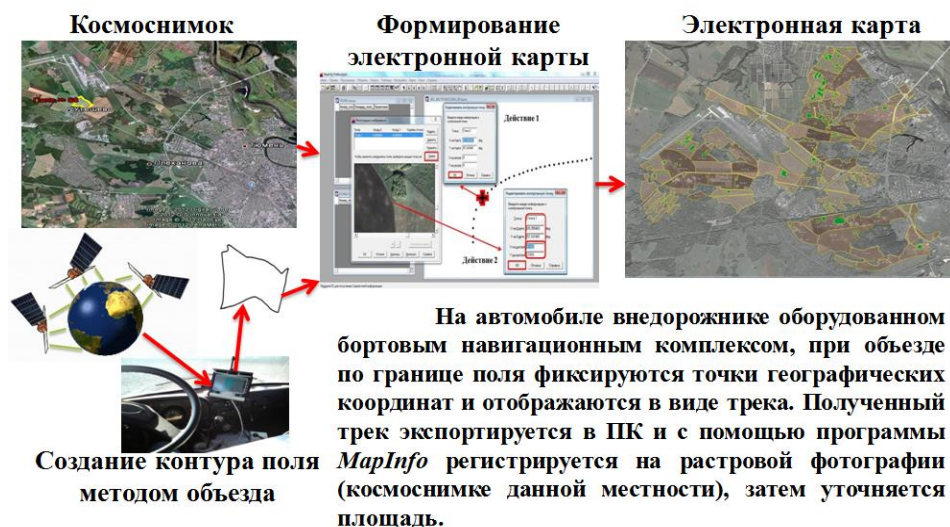 Космоснимок
Формирование
электронной карты
Электронная карта
Действие 1
Действие 2
Создание контура поля
методом объезда
На автомобиле внедорожнике оборудованном
бортовым навигационным комплексом, при объезде
по границе поля фиксируются точки географических
координат и отображаются в виде трека. Полученный
трек экспортируется в ПК и с помощью программы
MapInfo регистрируется на растровой фотографии
(космоснимке данной местности), затем уточняется
площадь.